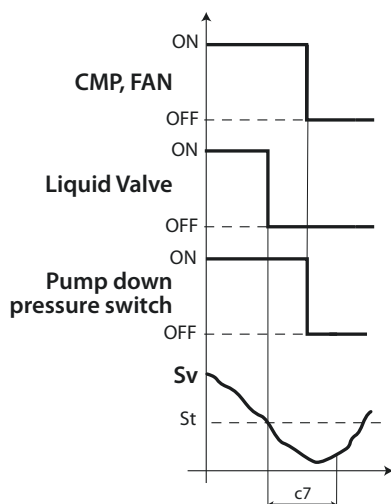 ON
CMP, FAN
OFF
ON
Liquid Valve
OFF
ON
Pump down
pressure switch
OFF
Sv
St
c7